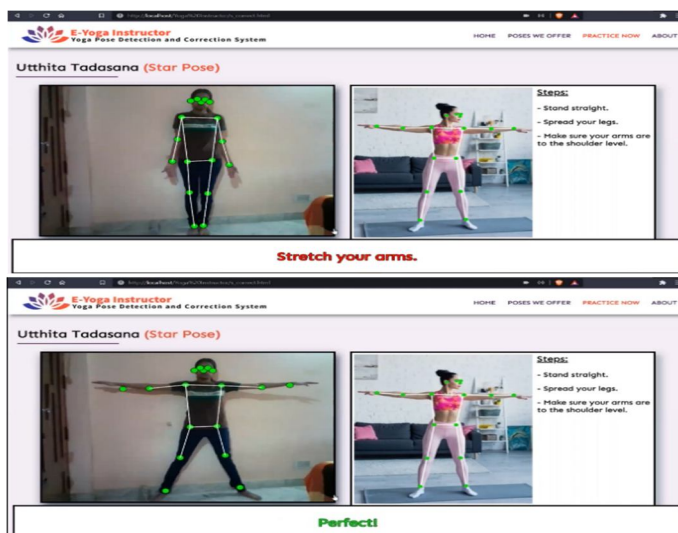 E-Yoga Instructor
Yoga Pose Detection and Correction System
HOME POSES WE OFFER PRACTICE NOW ABOUT
Utthita Tadasana (Star Pose)
Steps:
- Stand straight.
- Spread your legs.
- Make sure your arms are
to the shoulder level.
Stretch your arms.
E-Yoga Instructor
Yoga Pose Detection and Correction System
HOME POSES WE OFFER PRACTICE NOW ABOUT
Utthita Tadasana (Star Pose)
Steps:
- Stand straight.
- Spread your legs.
- Make sure your arms are
to the shoulder level.
Perfect!